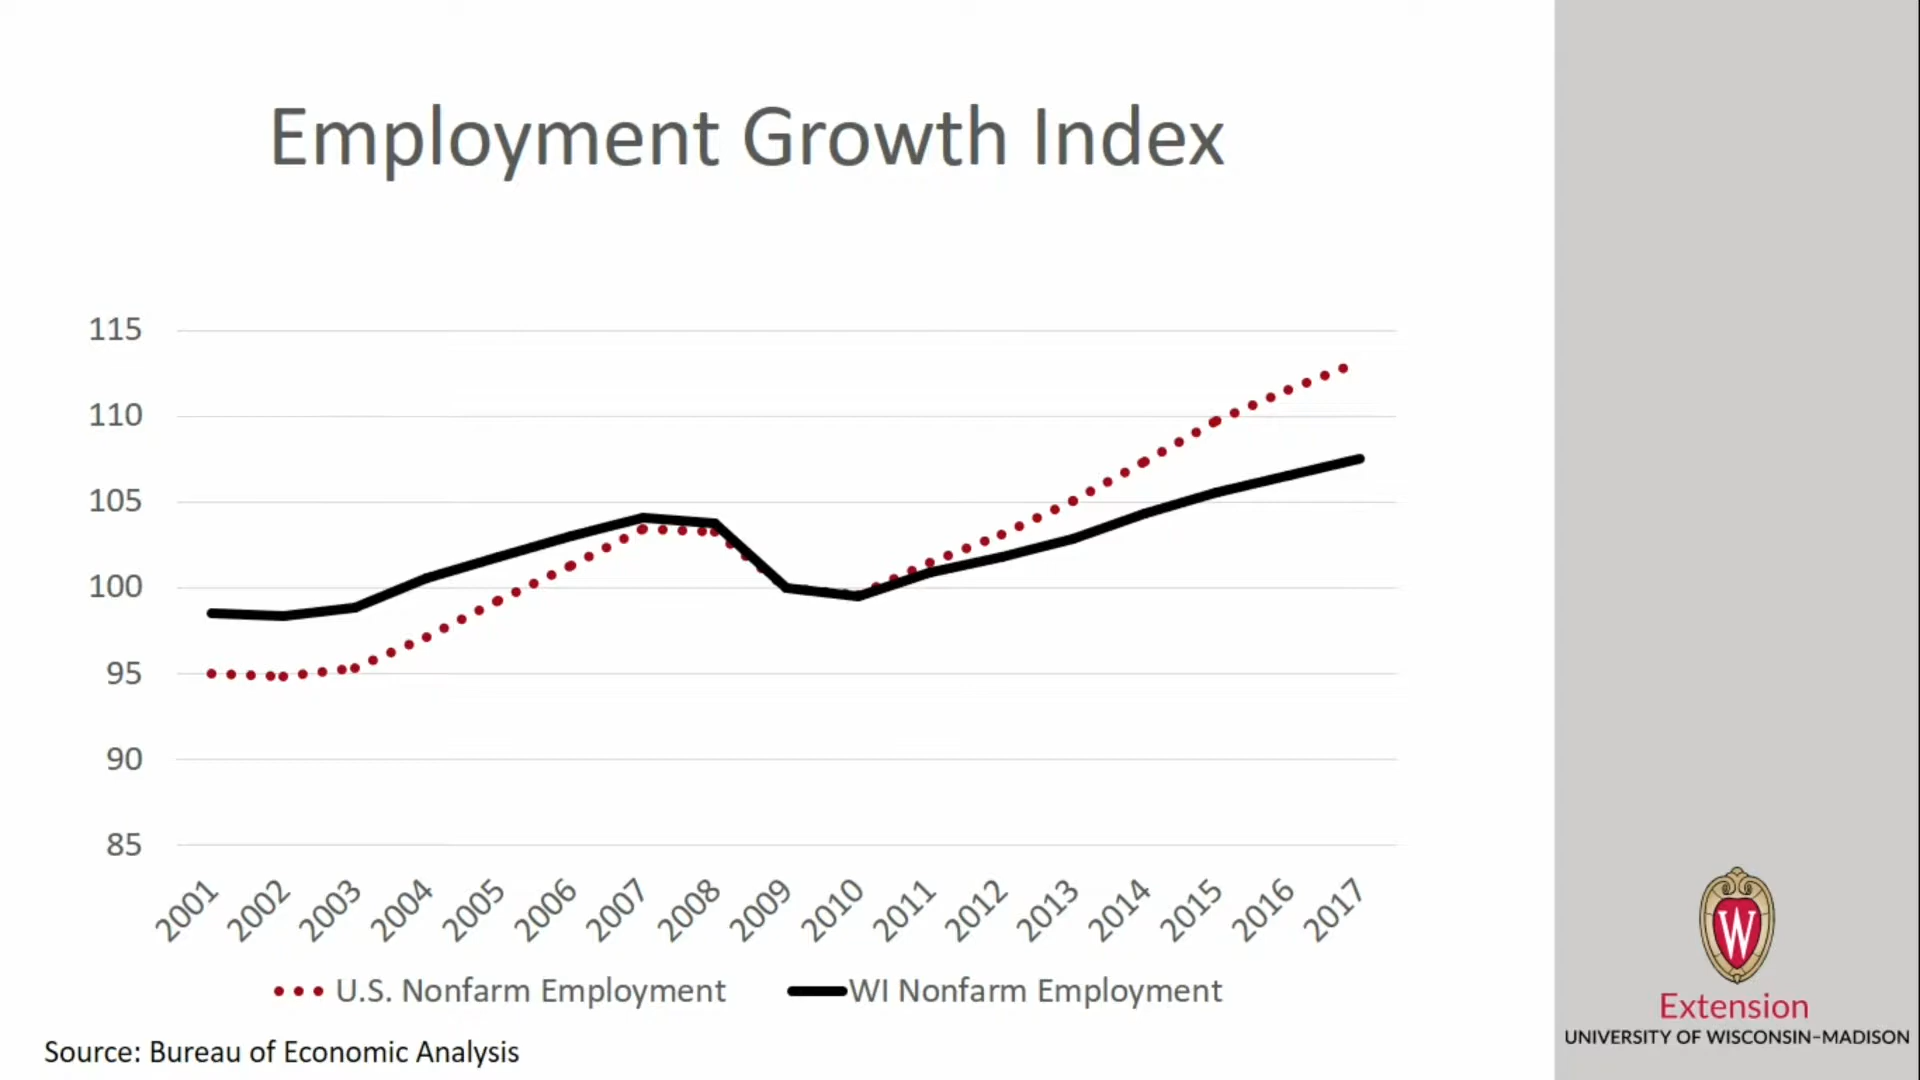 Employment Growth Index
115
110
105
100
95
90
85
2001 2002 2003 2004 2005 2006 2007 2008 2009 2010 2011 2012 2013 2014 2015 2016 2017
U.S. Nonfarm Employment WI Nonfarm Employment
Source: Bureau of Economic Analysis
W
Extension
UNIVERSITY OF WISCONSIN–MADISON